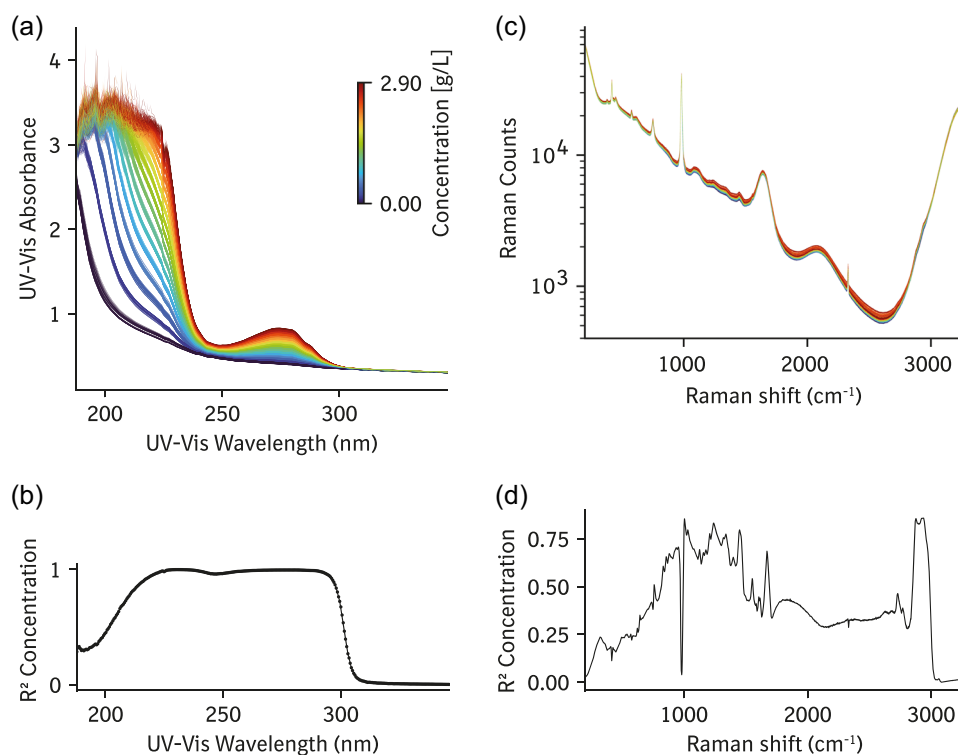 (a)
4
3
2
1
UV-Vis Absorbance
200
250
300
UV-Vis Wavelength (nm)
2.90
0.00
Concentration [g/L]
(c)
10⁴
10³
Raman Counts
1000
2000
3000
Raman shift (cm⁻¹)
(b)
1
0
R² Concentration
200
250
300
UV-Vis Wavelength (nm)
(d)
0.75
0.50
0.25
0.00
R² Concentration
1000
2000
3000
Raman shift (cm⁻¹)